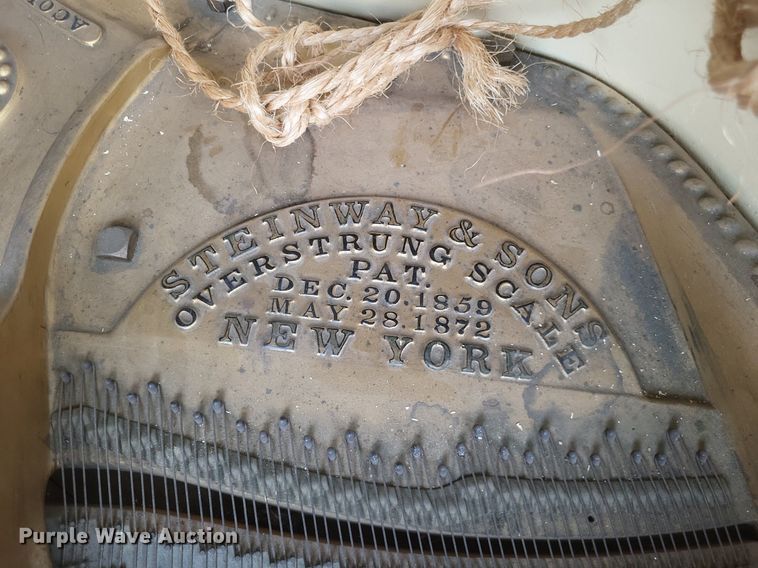 STEINWAY & SONS
OVERSTRUNG SCALE
PAT.
DEC. 20. 1859
MAY 28. 1872
NEW YORK
Purple Wave Auction